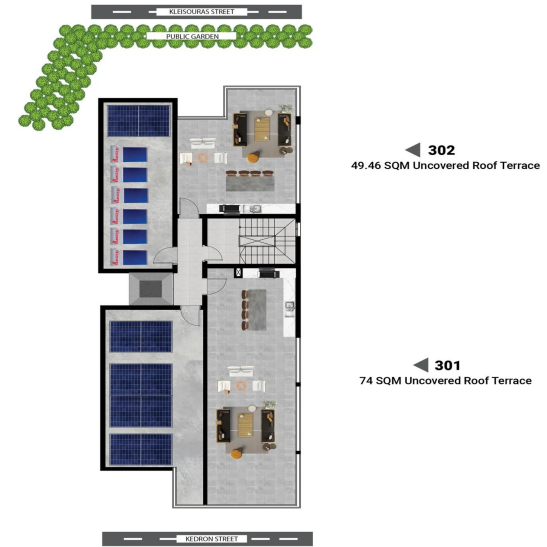 KLEISOURAS STREET
PUBLIC GARDEN
302
49.46 SQM Uncovered Roof Terrace
301
74 SQM Uncovered Roof Terrace
KEDRON STREET